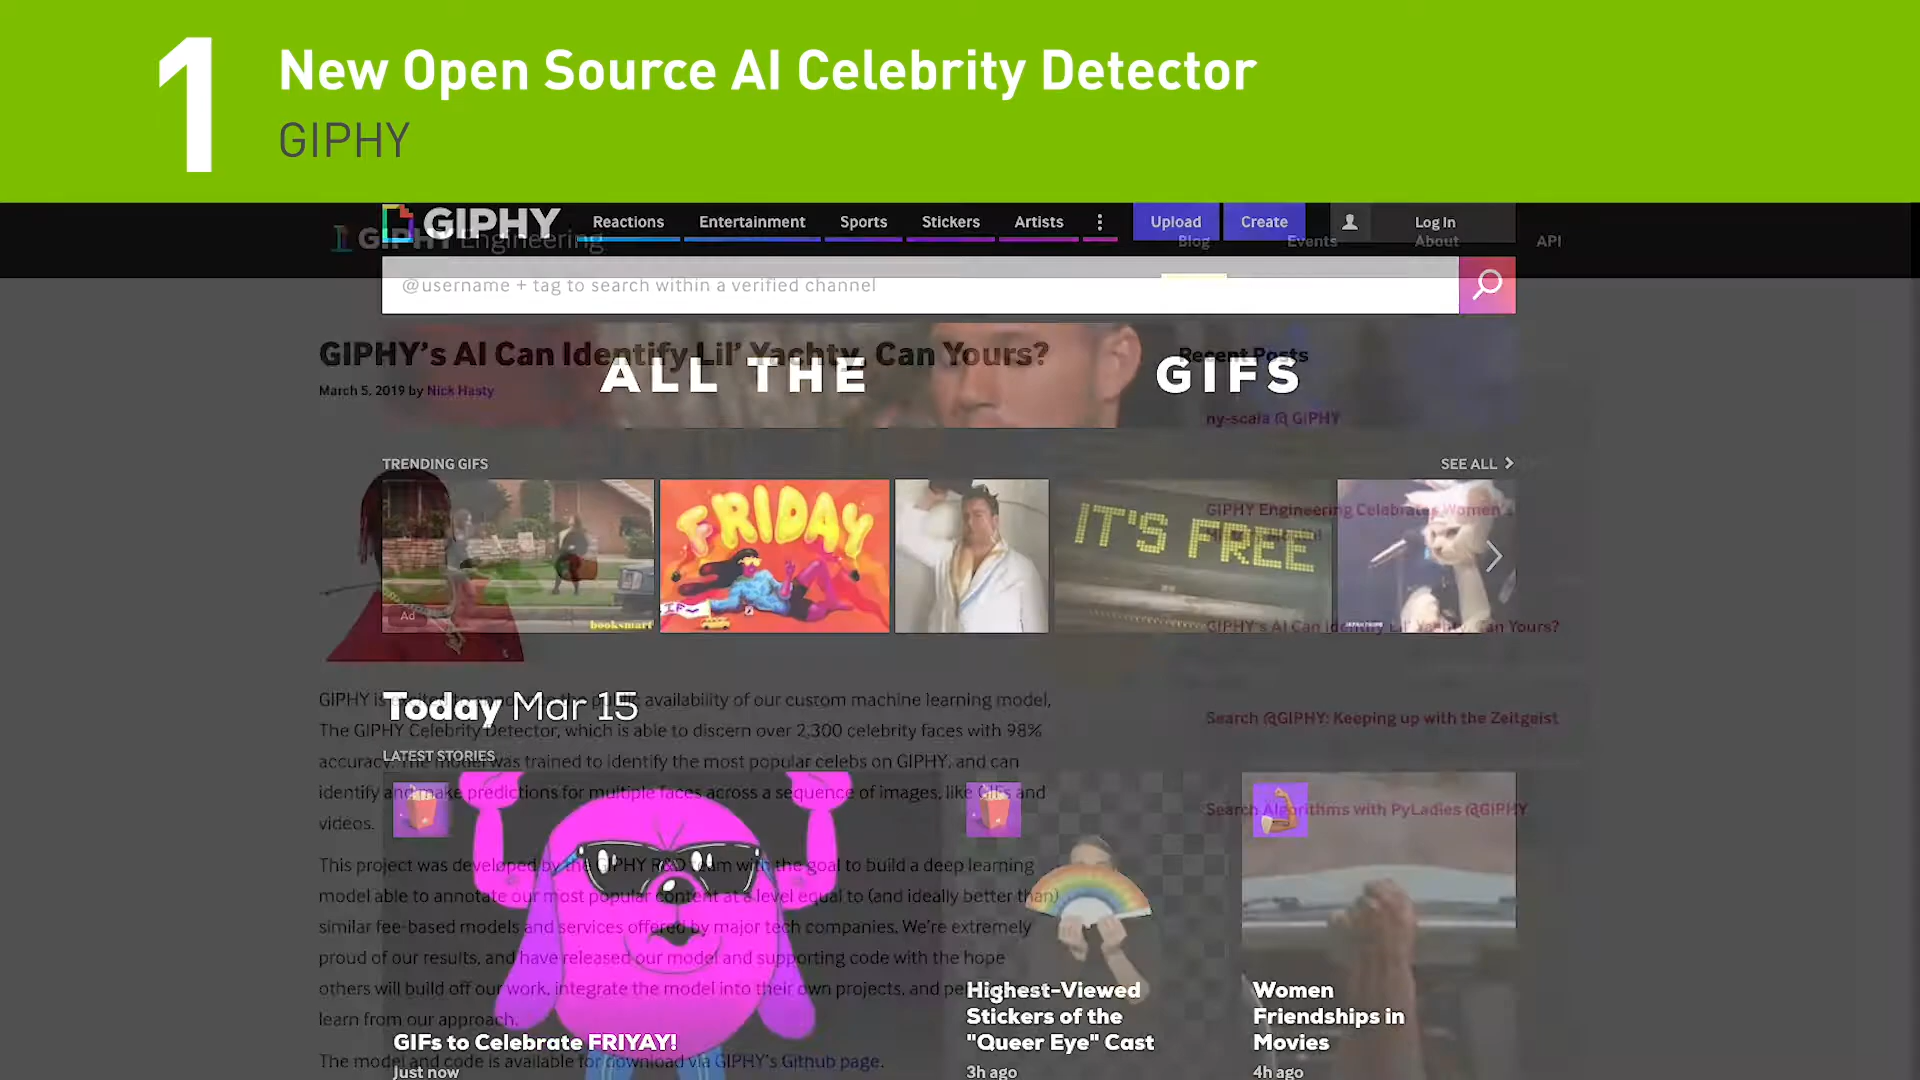 1
New Open Source AI Celebrity Detector
GIPHY
GIPHY
Reactions
Entertainment
Sports
Stickers
Artists
Upload
Create
Log In
GIPHY Engineering
Blog
Events
About
API
@username + tag to search within a verified channel
GIPHY's AI Can Identify Lil' Yachty, Can Yours?
March 5, 2019 by Nick Hasty
ALL THE GIFS
Recent Posts
ny-scala @ GIPHY
TRENDING GIFS
SEE ALL
GIPHY Engineering Celebrates Women's
FRIDAY
IT'S FREE
Ad
booksmart
GIPHY's AI Can Identify Lil' Yachty, Can Yours?
GIPHY is excited to announce the public availability of our custom machine learning model,
The GIPHY Celebrity Detector, which is able to discern over 2,300 celebrity faces with 98%
accuracy. The model was trained to identify the most popular celebs on GIPHY, and can
identify and make predictions for multiple faces across a sequence of images, like GIFs and
videos.
Today Mar 15
LATEST STORIES
Search @GIPHY: Keeping up with the Zeitgeist
Search Algorithms with PyLadies @GIPHY
This project was developed by the GIPHY R&D team with the goal to build a deep learning
model able to annotate our most popular content at a level equal to (and ideally better than)
similar fee-based models and services offered by major tech companies. We're extremely
proud of our results, and have released our model and supporting code with the hope
others will build off our work, integrate the model into their own projects, and
learn from our approach.
The model and code is available for download via GIPHY's Github page.
GIFs to Celebrate FRIYAY!
Just now
Highest-Viewed
Stickers of the
"Queer Eye" Cast
3h ago
Women
Friendships in
Movies
4h ago